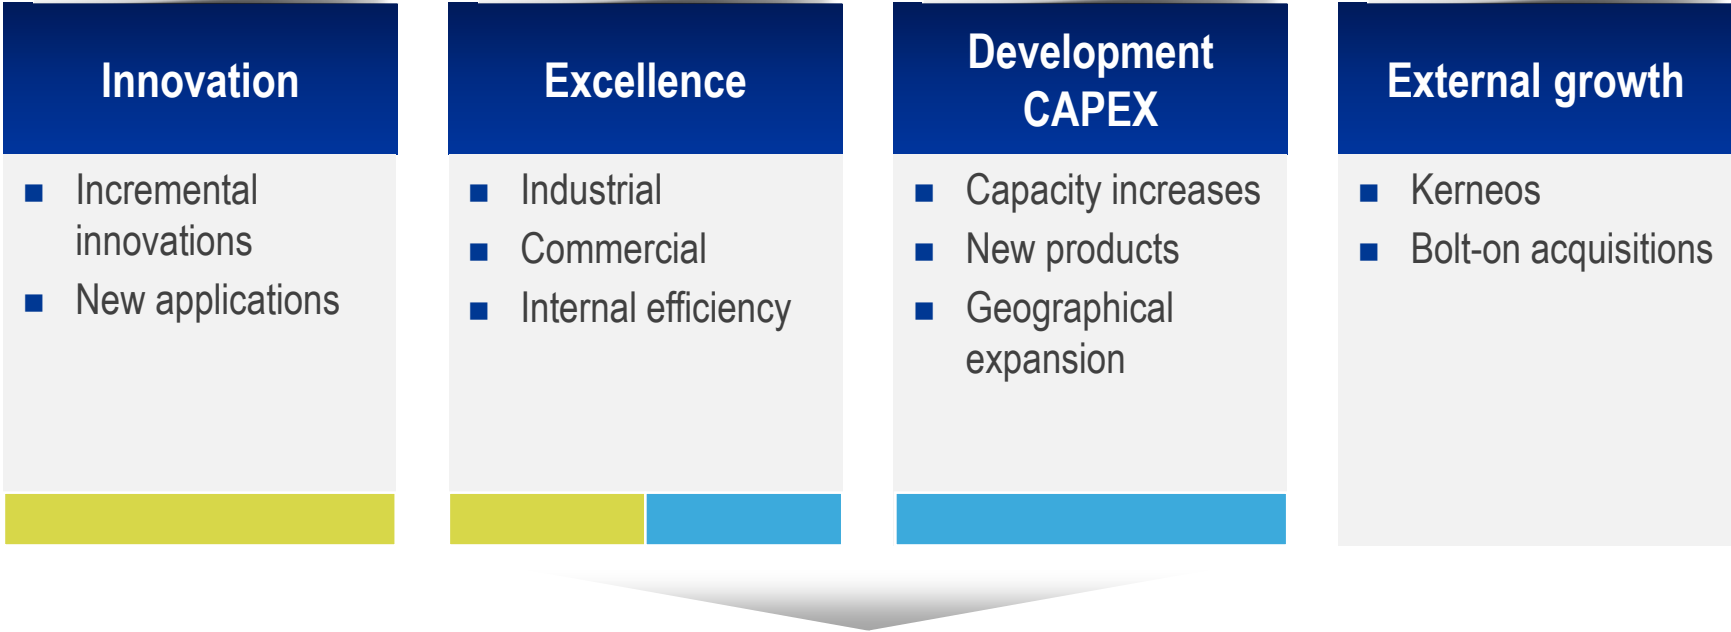 Innovation
Incremental
innovations
New applications
Excellence
Industrial
Commercial
Internal efficiency
Development
CAPEX
Capacity increases
New products
Geographical
expansion
External growth
Kerneos
Bolt-on acquisitions